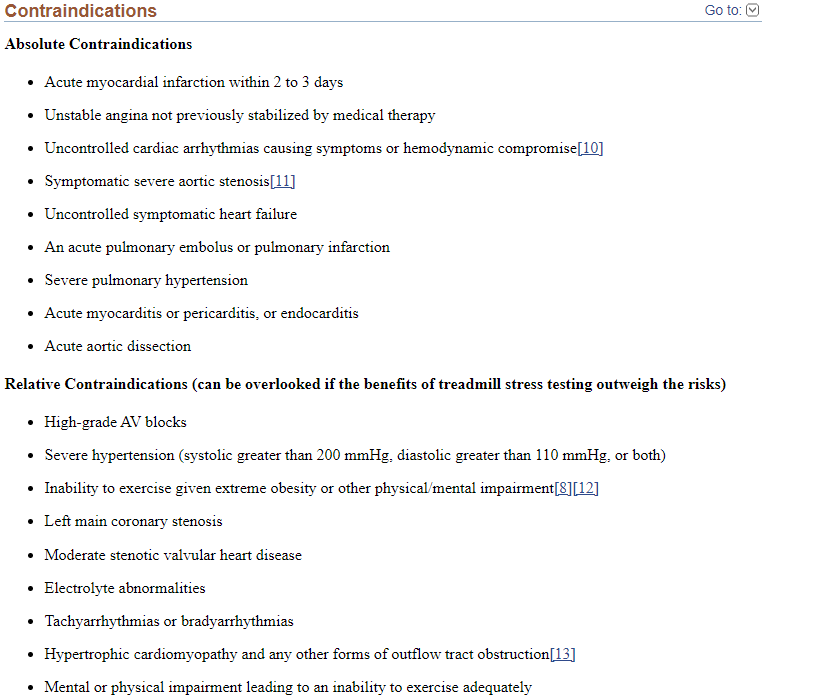 Contraindications
Go to:
Absolute Contraindications
• Acute myocardial infarction within 2 to 3 days
• Unstable angina not previously stabilized by medical therapy
• Uncontrolled cardiac arrhythmias causing symptoms or hemodynamic compromise[10]
• Symptomatic severe aortic stenosis[11]
• Uncontrolled symptomatic heart failure
• An acute pulmonary embolus or pulmonary infarction
• Severe pulmonary hypertension
• Acute myocarditis or pericarditis, or endocarditis
• Acute aortic dissection
Relative Contraindications (can be overlooked if the benefits of treadmill stress testing outweigh the risks)
• High-grade AV blocks
• Severe hypertension (systolic greater than 200 mmHg, diastolic greater than 110 mmHg, or both)
• Inability to exercise given extreme obesity or other physical/mental impairment[8][12]
• Left main coronary stenosis
• Moderate stenotic valvular heart disease
• Electrolyte abnormalities
• Tachyarrhythmias or bradyarrhythmias
• Hypertrophic cardiomyopathy and any other forms of outflow tract obstruction[13]
• Mental or physical impairment leading to an inability to exercise adequately